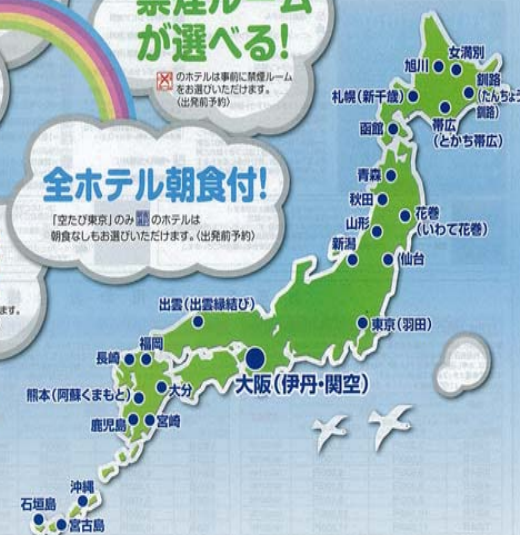 禁煙ルーム
が選べる!
のホテルは事前に禁煙ルーム
をお選びいただけます。
〈出発前予約〉
全ホテル朝食付!
「空たび東京」のみ のホテルは
朝食なしもお選びいただけます。〈出発前予約〉
ます。
旭川
女満別
札幌(新千歳)
釧路
(たんちょう
釧路)
函館
帯広
(とかち帯広)
青森
秋田
花巻
(いわて花巻)
山形
新潟
仙台
出雲(出雲縁結び)
東京(羽田)
福岡
長崎
大阪(伊丹・関空)
熊本(阿蘇くまもと)
大分
鹿児島
宮崎
沖縄
石垣島
宮古島